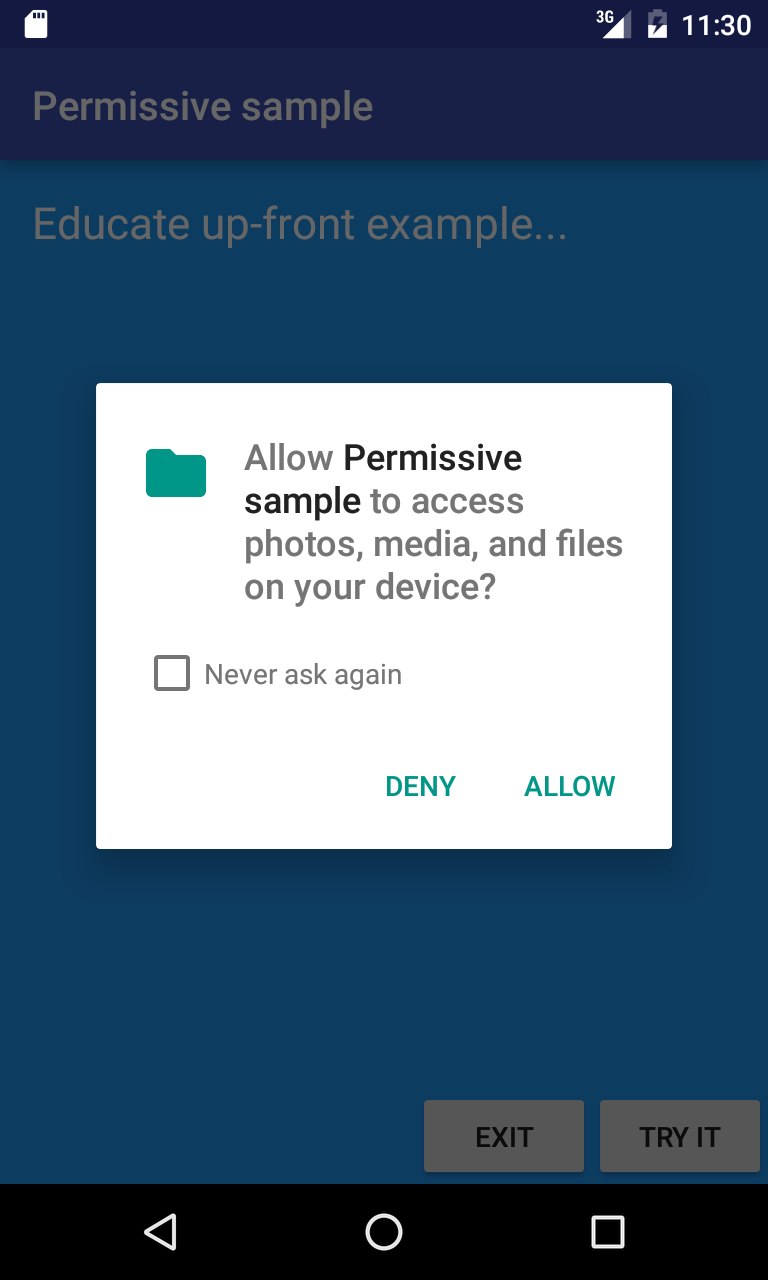 3G 11:30
Permissive sample
Educate up-front example...
Allow Permissive
sample to access
photos, media, and files
on your device?
Never ask again
DENY ALLOW
EXIT TRY IT